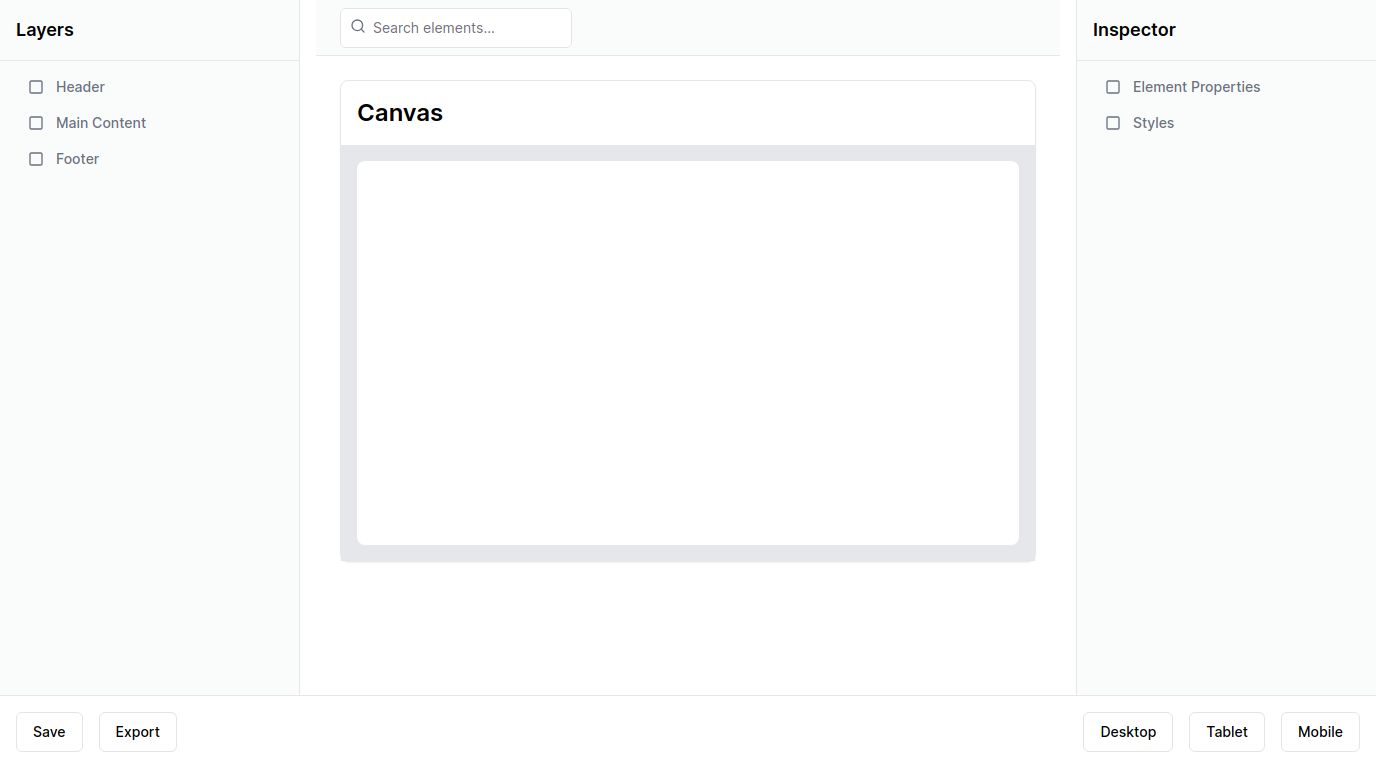 Layers
Header
Main Content
Footer
Search elements...
Canvas
Inspector
Element Properties
Styles
Save
Export
Desktop
Tablet
Mobile